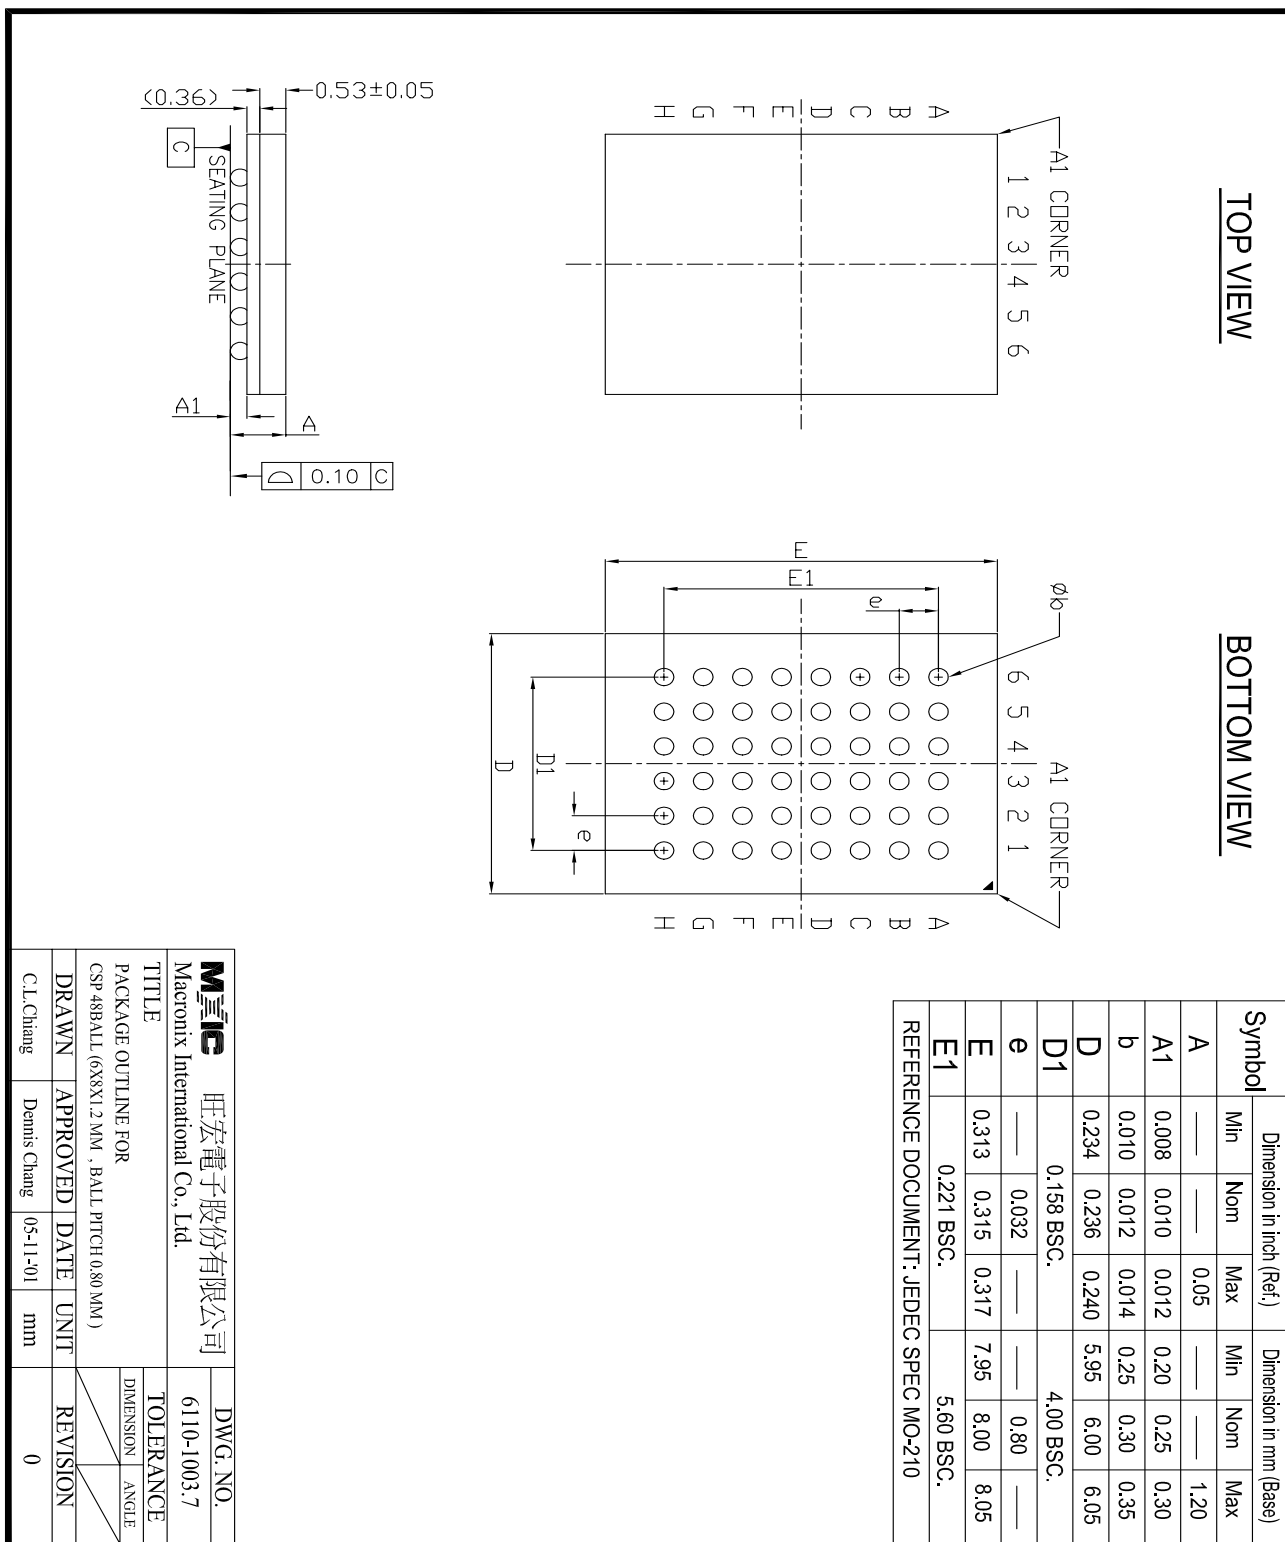 TOP VIEW
A1 CORNER
1 2 3 4 5 6
A
B
C
D
E
F
G
H
BOTTOM VIEW
A1 CORNER
6 5 4 3 2 1
A
B
C
D
E
F
G
H
Øb
e
E1
E
e
D1
D
0.53±0.05
(0.36)
C
SEATING PLANE
A1
A
0.10 C
Symbol Dimension in inch (Ref.) Dimension in mm (Base)
Min Nom Max Min Nom Max
A — — 0.05 — — 1.20
A1 0.008 0.010 0.012 0.20 0.25 0.30
b 0.010 0.012 0.014 0.25 0.30 0.35
D 0.234 0.236 0.240 5.95 6.00 6.05
D1 0.158 BSC. 4.00 BSC.
e — 0.032 — — 0.80 —
E 0.313 0.315 0.317 7.95 8.00 8.05
E1 0.221 BSC. 5.60 BSC.
REFERENCE DOCUMENT: JEDEC SPEC MO-210
MXIC 旺宏電子股份有限公司
Macronix International Co., Ltd.
DWG. NO.
6110-1003.7
TITLE
PACKAGE OUTLINE FOR
CSP 48BALL (6X8X1.2 MM , BALL PITCH 0.80 MM )
TOLERANCE
DIMENSION ANGLE
DRAWN APPROVED DATE UNIT REVISION
C.L.Chiang Dennis Chang 05-11-'01 mm 0